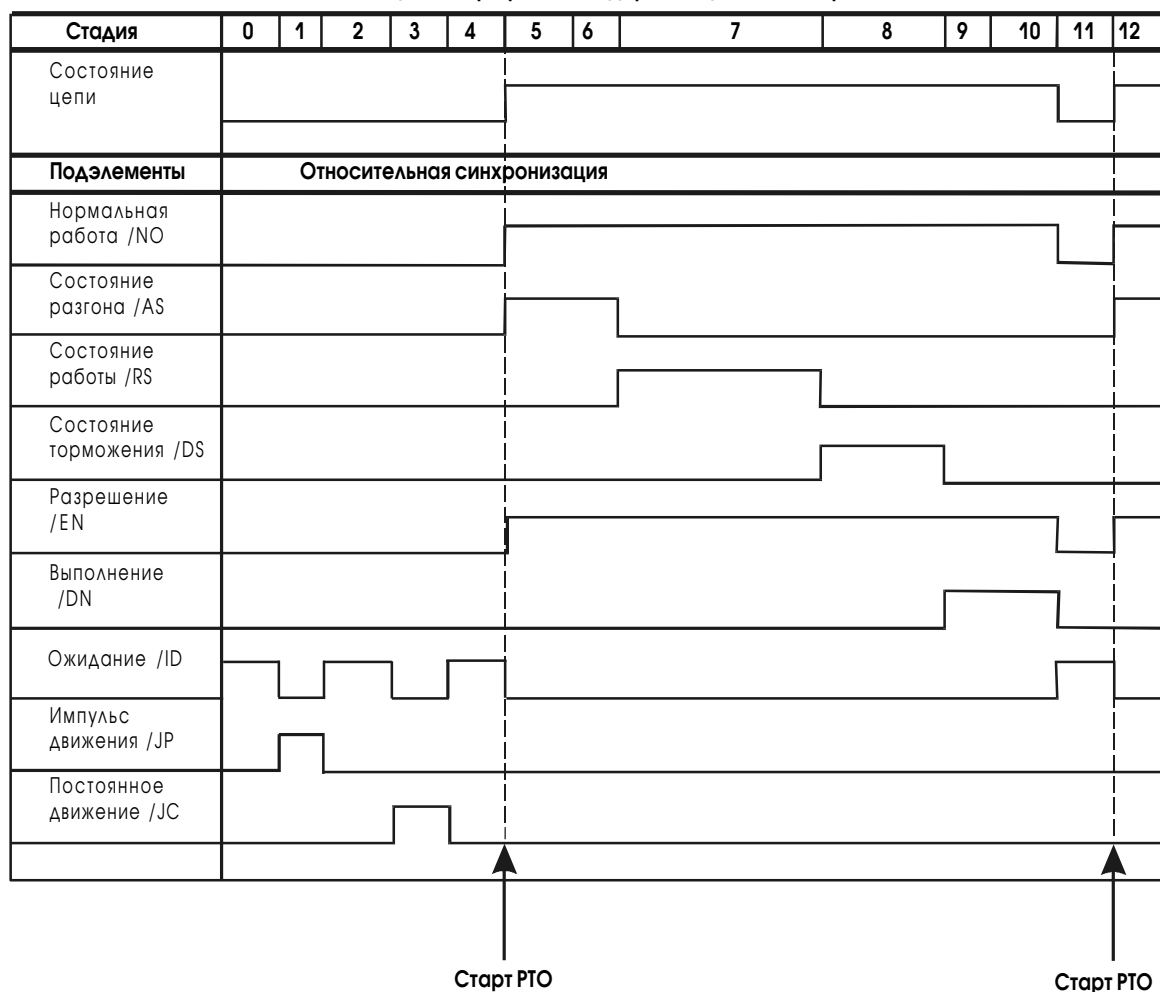 Стадия 0 1 2 3 4 5 6 7 8 9 10 11 12
Состояние
цепи
Подэлементы Относительная синхронизация
Нормальная
работа /NO
Состояние
разгона /AS
Состояние
работы /RS
Состояние
торможения /DS
Разрешение
/EN
Выполнение
/DN
Ожидание /ID
Импульс
движения /JP
Постоянное
движение /JC
Старт PTO Старт PTO